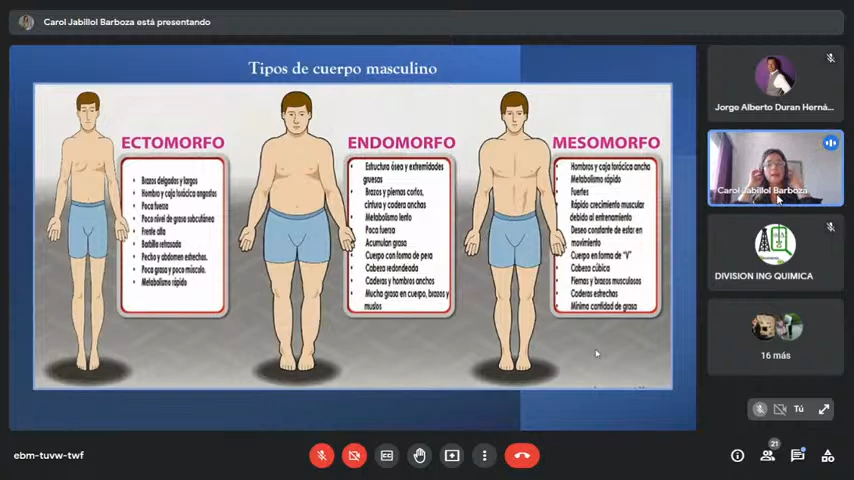 Carol Jabillol Barboza está presentando
Tipos de cuerpo masculino
ECTOMORFO
Brazos delgados y largos
Hombro y caja torácica angostos
Poca fuerza
Poco nivel de grasa subcutánea
Frente alta
Barbilla retrasada
Pecho y abdomen estrechos.
Poca grasa y poco músculo.
Metabolismo rápido
ENDOMORFO
Estructura ósea y extremidades
gruesas
Brazos y piernas cortos,
cintura y cadera anchas
Metabolismo lento
Poca fuerza
Acumulan grasa
Cuerpo con forma de pera
Cabeza redondeada
Caderas y hombros anchos
Mucha grasa en cuerpo, brazos y
muslos
MESOMORFO
Hombros y caja torácica ancha
Metabolismo rápido
Fuertes
Rápido crecimiento muscular
debido al entrenamiento
Deseo constante de estar en
movimiento
Cuerpo en forma de "V"
Cabeza cúbica
Piernas y brazos musculosos
Caderas estrechas
Mínima cantidad de grasa
Jorge Alberto Duran Herná...
Carol Jabillol Barboza
DIVISION ING QUIMICA
16 más
Tú
ebm-tuvw-twf
21